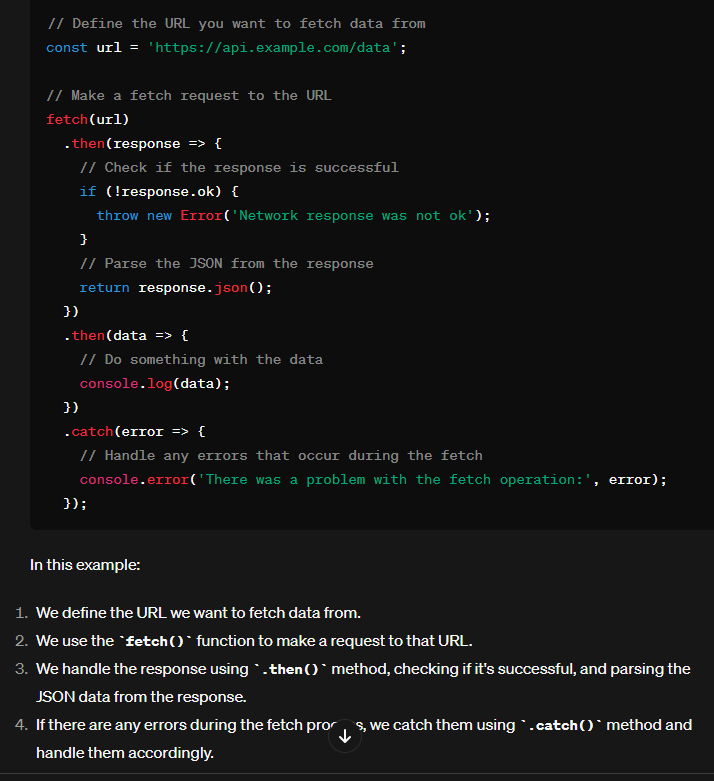 // Define the URL you want to fetch data from
const url = 'https://api.example.com/data';
// Make a fetch request to the URL
fetch(url)
.then(response => {
// Check if the response is successful
if (!response.ok) {
throw new Error('Network response was not ok');
}
// Parse the JSON from the response
return response.json();
})
.then(data => {
// Do something with the data
console.log(data);
})
.catch(error => {
// Handle any errors that occur during the fetch
console.error('There was a problem with the fetch operation:', error);
});
In this example:
1. We define the URL we want to fetch data from.
2. We use the `fetch()` function to make a request to that URL.
3. We handle the response using `.then()` method, checking if it's successful, and parsing the
JSON data from the response.
4. If there are any errors during the fetch process, we catch them using `.catch()` method and
handle them accordingly.